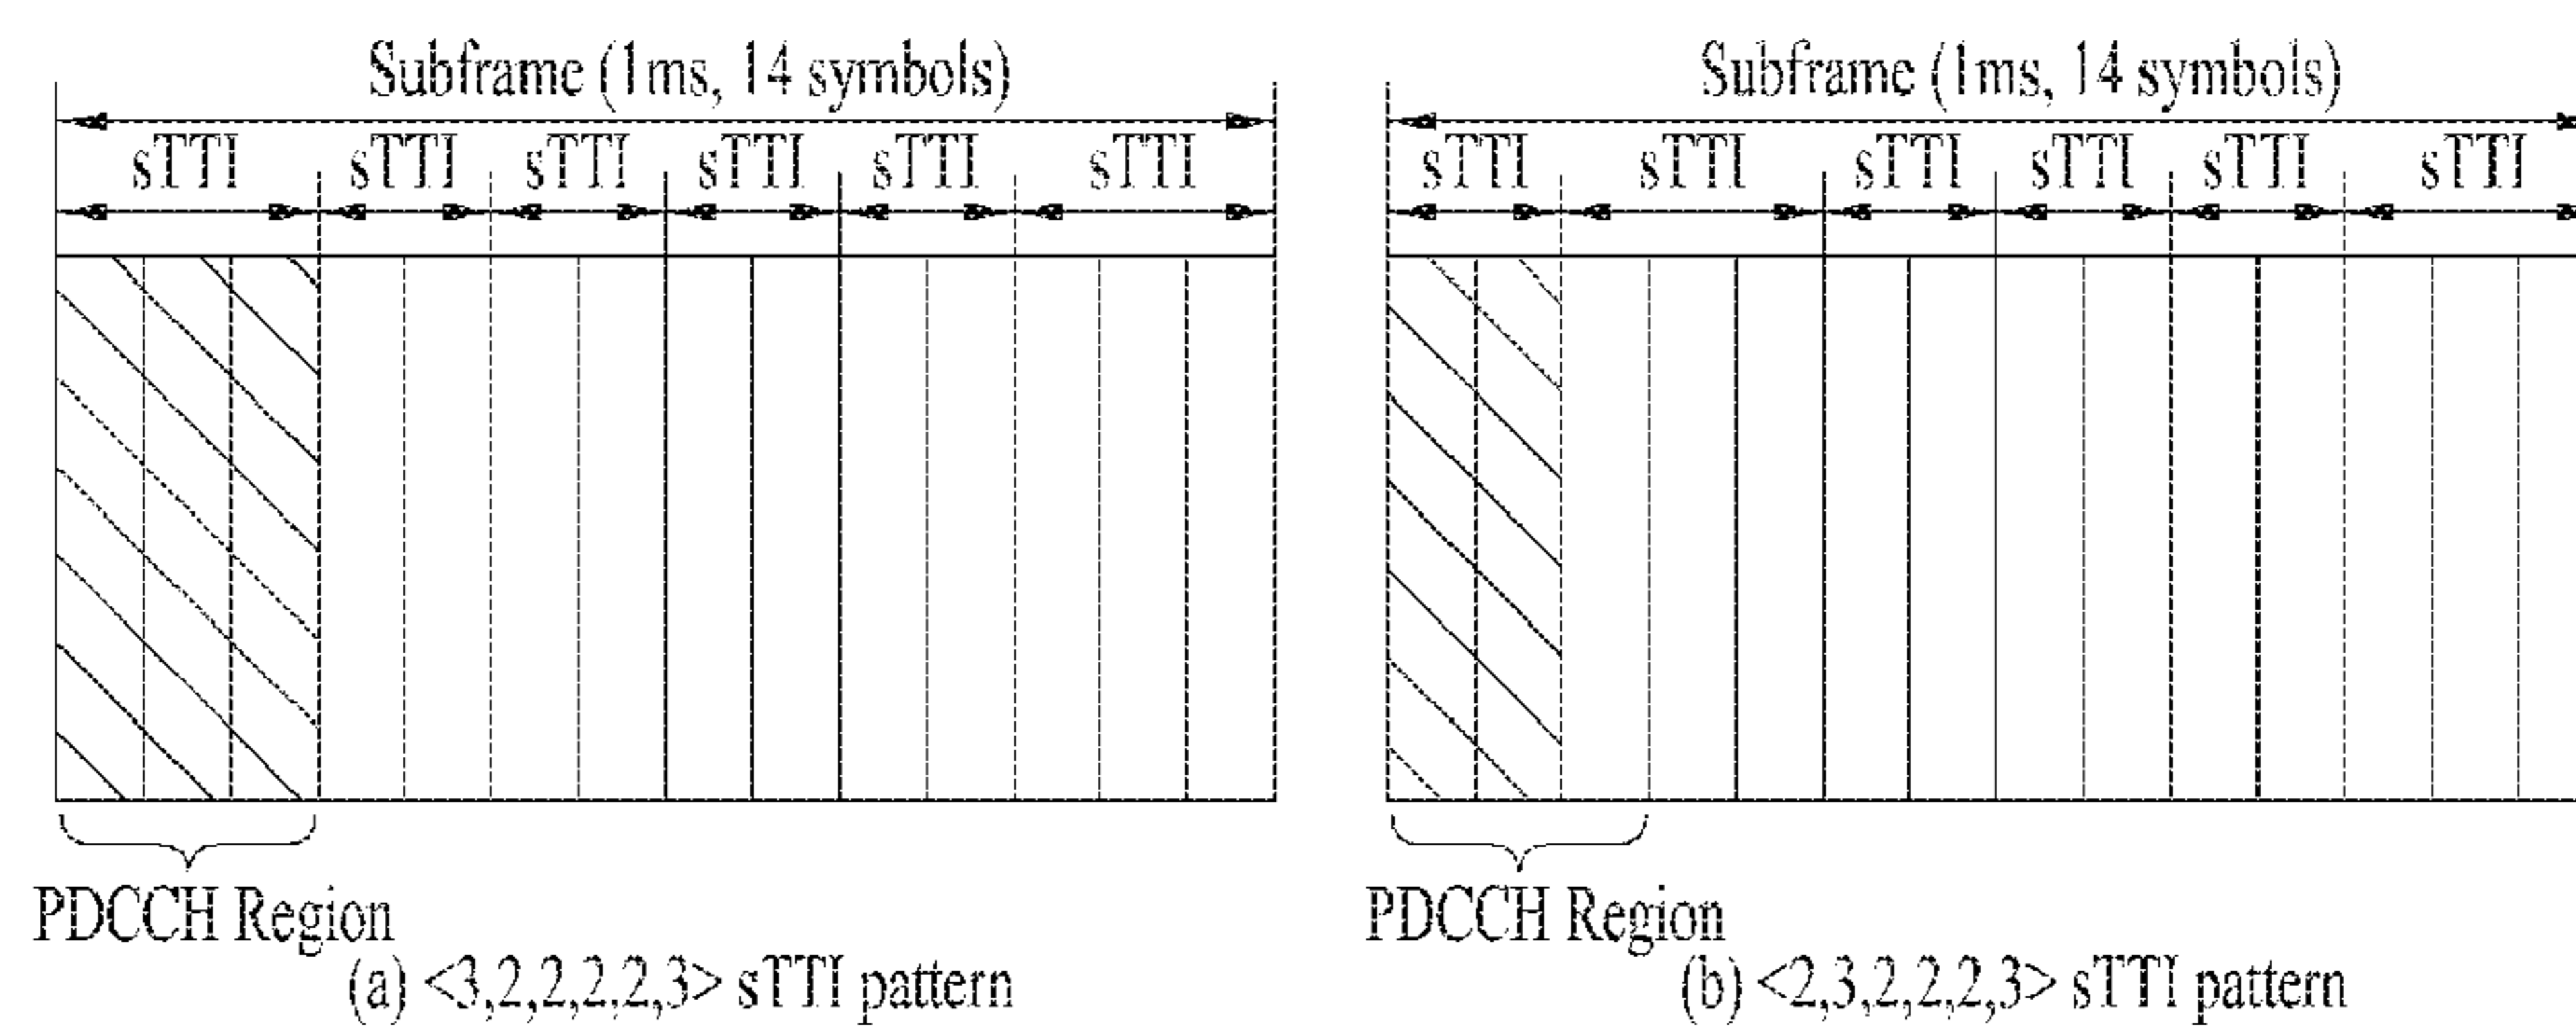 Subframe (1ms, 14 symbols)
sTTI sTTI sTTI sTTI sTTI sTTI
PDCCH Region
(a) <3,2,2,2,2,3> sTTI pattern
Subframe (1ms, 14 symbols)
sTTI sTTI sTTI sTTI sTTI sTTI
PDCCH Region
(b) <2,3,2,2,2,3> sTTI pattern